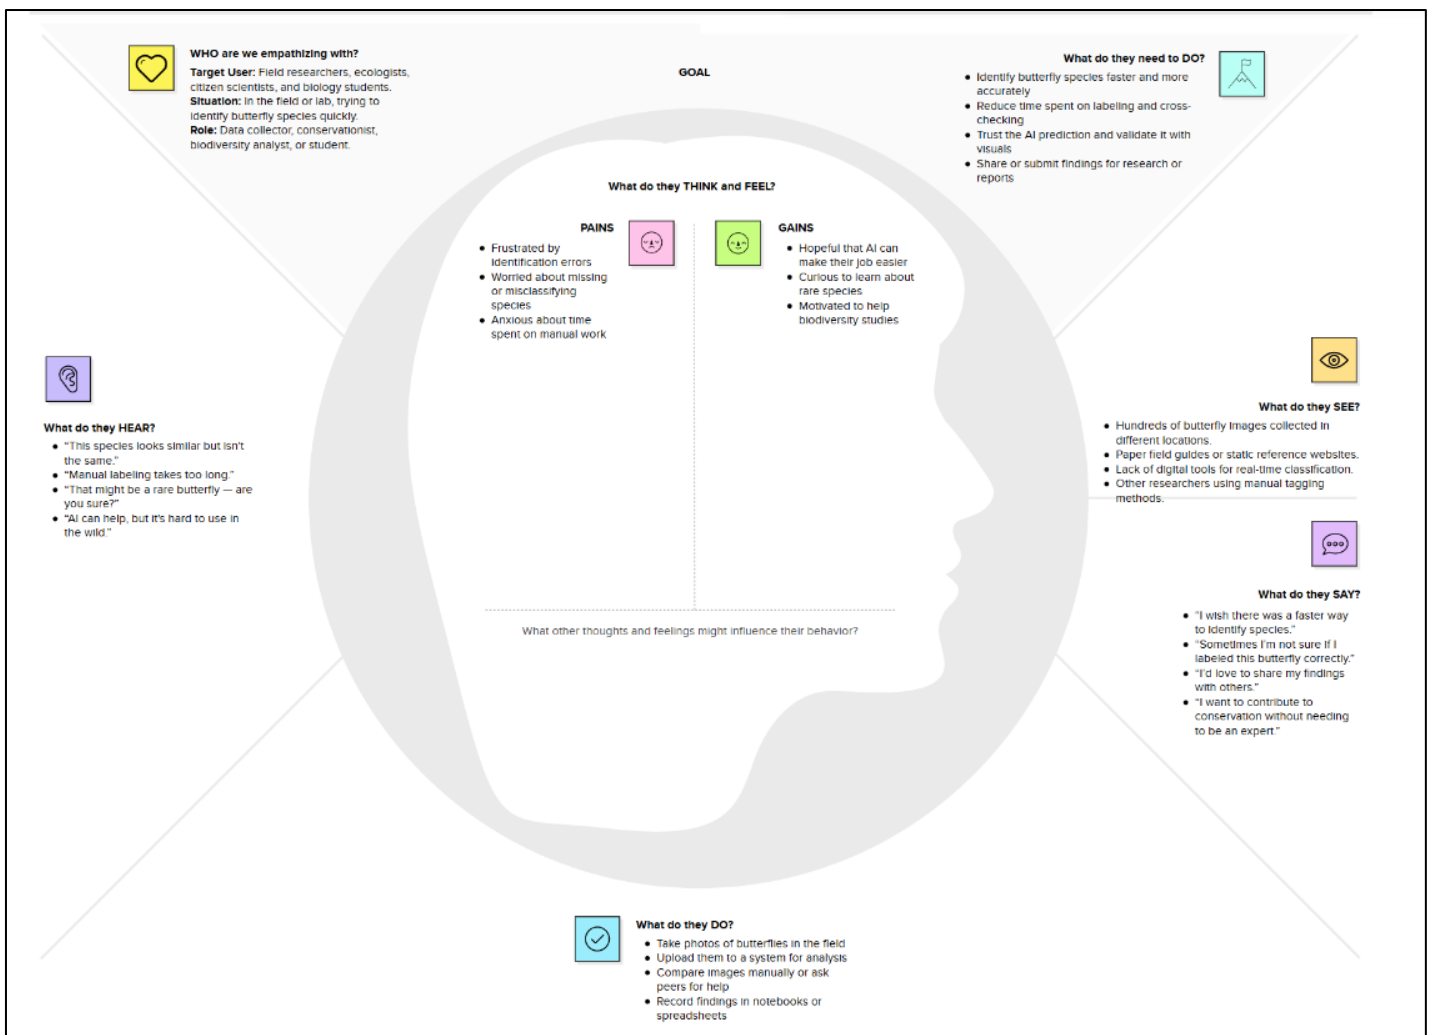 WHO are we empathizing with?
Target User: Field researchers, ecologists,
citizen scientists, and biology students.
Situation: In the field or lab, trying to
identify butterfly species quickly.
Role: Data collector, conservationist,
biodiversity analyst, or student.
GOAL
What do they need to DO?
• Identify butterfly species faster and more
accurately
• Reduce time spent on labeling and cross-
checking
• Trust the AI prediction and validate it with
visuals
• Share or submit findings for research or
reports
What do they THINK and FEEL?
PAINS
• Frustrated by
identification errors
• Worried about missing
or misclassifying
species
• Anxious about time
spent on manual work
GAINS
• Hopeful that AI can
make their job easier
• Curious to learn about
rare species
• Motivated to help
biodiversity studies
What do they HEAR?
• "This species looks similar but isn't
the same."
• "Manual labeling takes too long."
• "That might be a rare butterfly — are
you sure?"
• "AI can help, but it's hard to use in
the wild."
What do they SEE?
• Hundreds of butterfly images collected in
different locations.
• Paper field guides or static reference websites.
• Lack of digital tools for real-time classification.
• Other researchers using manual tagging
methods.
What do they SAY?
• "I wish there was a faster way
to identify species."
• "Sometimes I'm not sure if I
labeled this butterfly correctly."
• "I'd love to share my findings
with others."
• "I want to contribute to
conservation without needing
to be an expert."
What other thoughts and feelings might influence their behavior?
What do they DO?
• Take photos of butterflies in the field
• Upload them to a system for analysis
• Compare images manually or ask
peers for help
• Record findings in notebooks or
spreadsheets